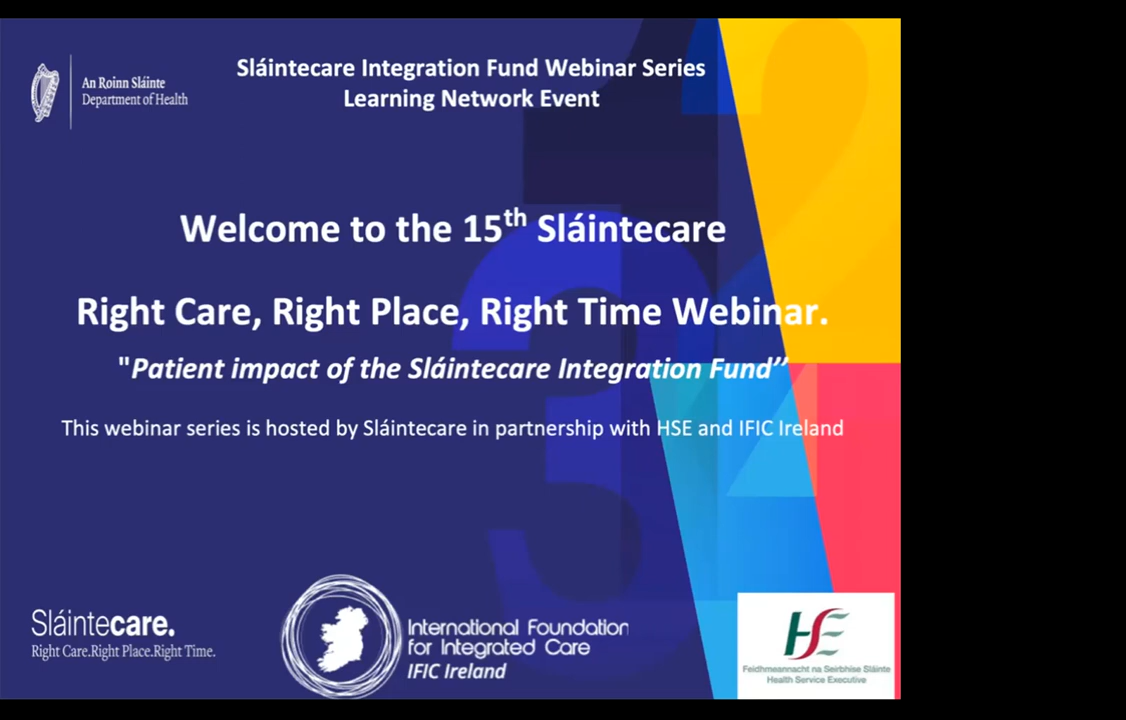 An Roinn Sláinte
Department of Health
Sláintecare Integration Fund Webinar Series
Learning Network Event
Welcome to the 15th Sláintecare
Right Care, Right Place, Right Time Webinar.
"Patient impact of the Sláintecare Integration Fund”
This webinar series is hosted by Sláintecare in partnership with HSE and IFIC Ireland
Sláintecare.
Right Care.Right Place.Right Time.
International Foundation
for Integrated Care
IFIC Ireland
HSE
Feidhmeannacht na Seirbhíse Sláinte
Health Service Executive